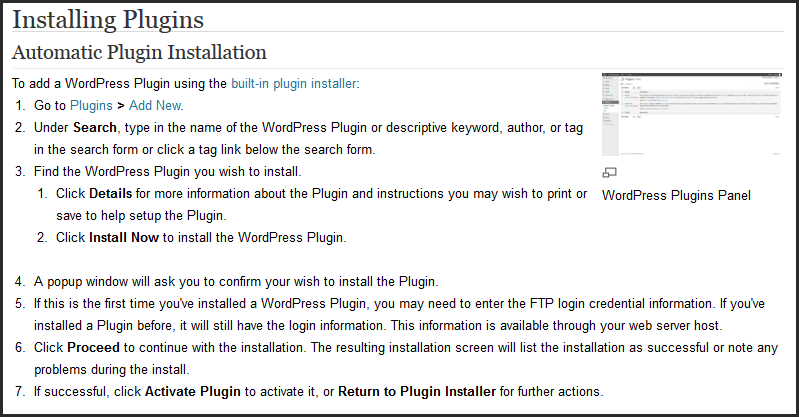 Installing Plugins
Automatic Plugin Installation
To add a WordPress Plugin using the built-in plugin installer:
1. Go to Plugins > Add New.
2. Under Search, type in the name of the WordPress Plugin or descriptive keyword, author, or tag
in the search form or click a tag link below the search form.
3. Find the WordPress Plugin you wish to install.
1. Click Details for more information about the Plugin and instructions you may wish to print or
save to help setup the Plugin.
2. Click Install Now to install the WordPress Plugin.
WordPress Plugins Panel
4. A popup window will ask you to confirm your wish to install the Plugin.
5. If this is the first time you've installed a WordPress Plugin, you may need to enter the FTP login credential information. If you've
installed a Plugin before, it will still have the login information. This information is available through your web server host.
6. Click Proceed to continue with the installation. The resulting installation screen will list the installation as successful or note any
problems during the install.
7. If successful, click Activate Plugin to activate it, or Return to Plugin Installer for further actions.